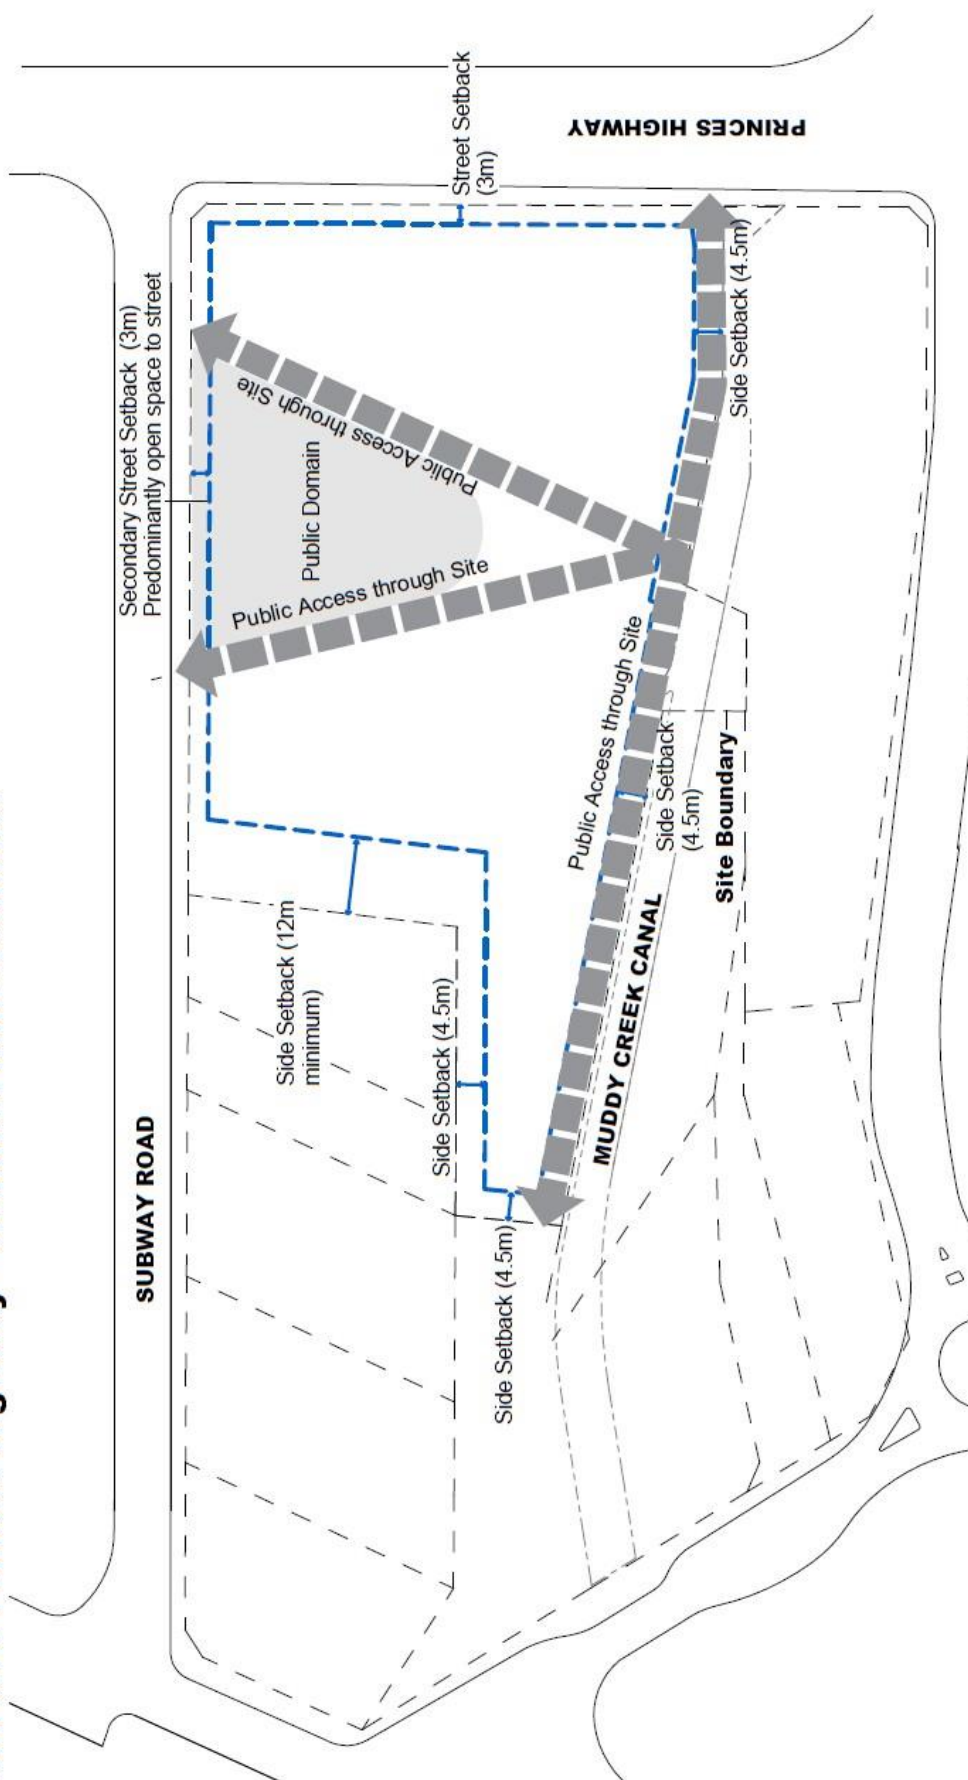 PRINCES HIGHWAY
Street Setback
(3m)
Secondary Street Setback (3m)
Predominantly open space to street
Public Access through Site
Public Domain
Public Access through Site
Side Setback (4.5m)
Public Access through Site
Side Setback
(4.5m)
Site Boundary
MUDDY CREEK CANAL
Side Setback (12m
minimum)
Side Setback (4.5m)
Side Setback (4.5m)
SUBWAY ROAD